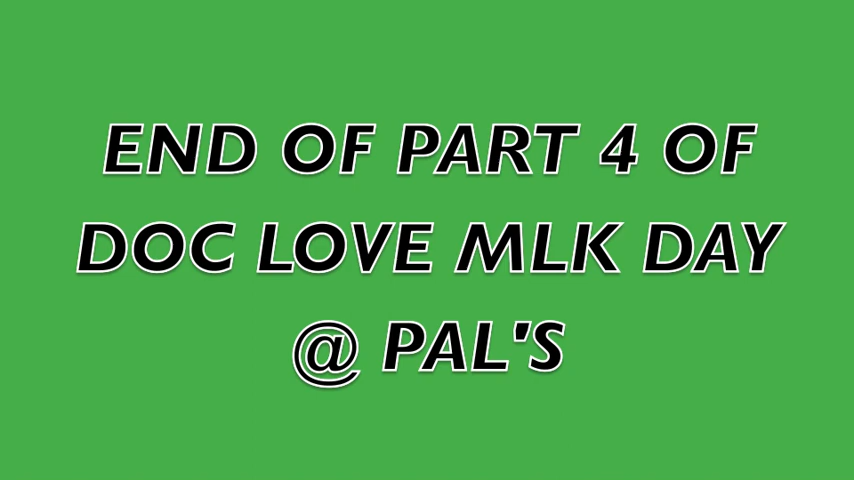 END OF PART 4 OF
DOC LOVE MLK DAY
@ PAL'S